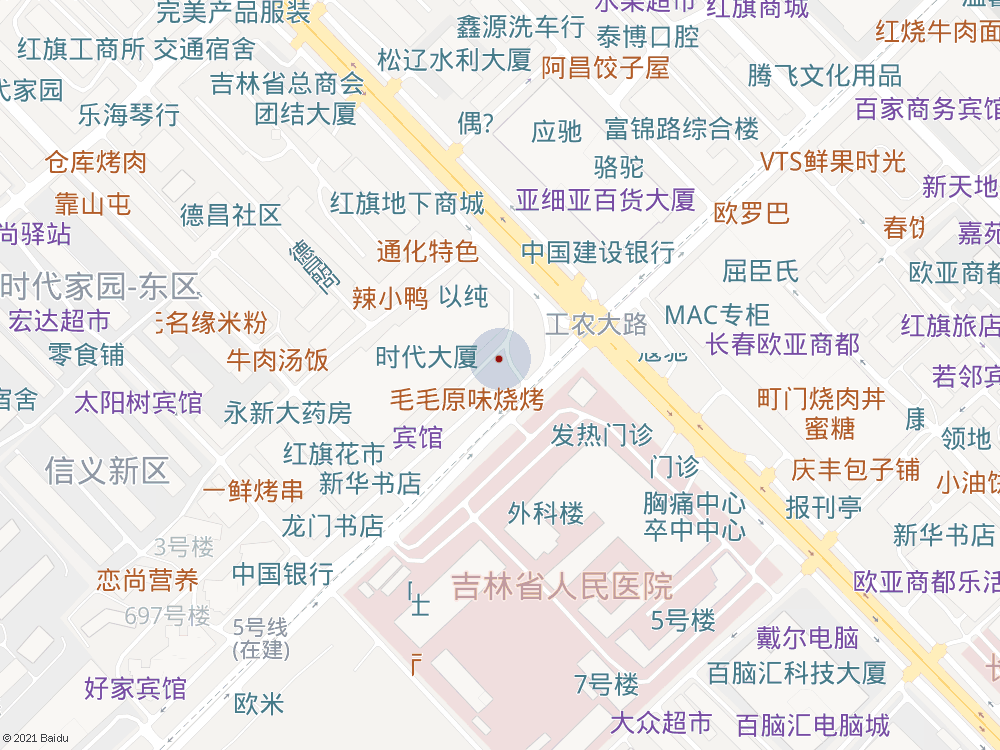 完美产品服装
水果超市
红旗商城
鑫源洗车行
泰博口腔
红烧牛肉面
红旗工商所
交通宿舍
松辽水利大厦
阿昌饺子屋
腾飞文化用品
代家园
吉林省总商会
团结大厦
乐海琴行
百家商务宾馆
偶?
应驰
富锦路综合楼
仓库烤肉
骆驼
VTS鲜果时光
靠山屯
德昌社区
红旗地下商城
亚细亚百货大厦
欧罗巴
新天地
尚驿站
春饣
嘉苑
通化特色
中国建设银行
屈臣氏
欧亚商都
时代家园-东区
辣小鸭
以纯
宏达超市
名缘米粉
工农大路
MAC专柜
红旗旅店
零食铺
牛肉汤饭
时代大厦
长春欧亚商都
若邻宾
宿舍
太阳树宾馆
永新大药房
毛毛原味烧烤
町门烧肉丼
蜜糖
康
宾馆
发热门诊
领地
红旗花市
信义新区
新华书店
门诊
庆丰包子铺
一鲜烤串
小油饼
胸痛中心
卒中中心
报刊亭
龙门书店
外科楼
新华书店
3号楼
恋尚营养
中国银行
吉林省人民医院
欧亚商都乐活
697号楼
5号线
(在建)
5号楼
戴尔电脑
百脑汇科技大厦
好家宾馆
欧米
7号楼
大众超市
百脑汇电脑城
© 2021 Baidu